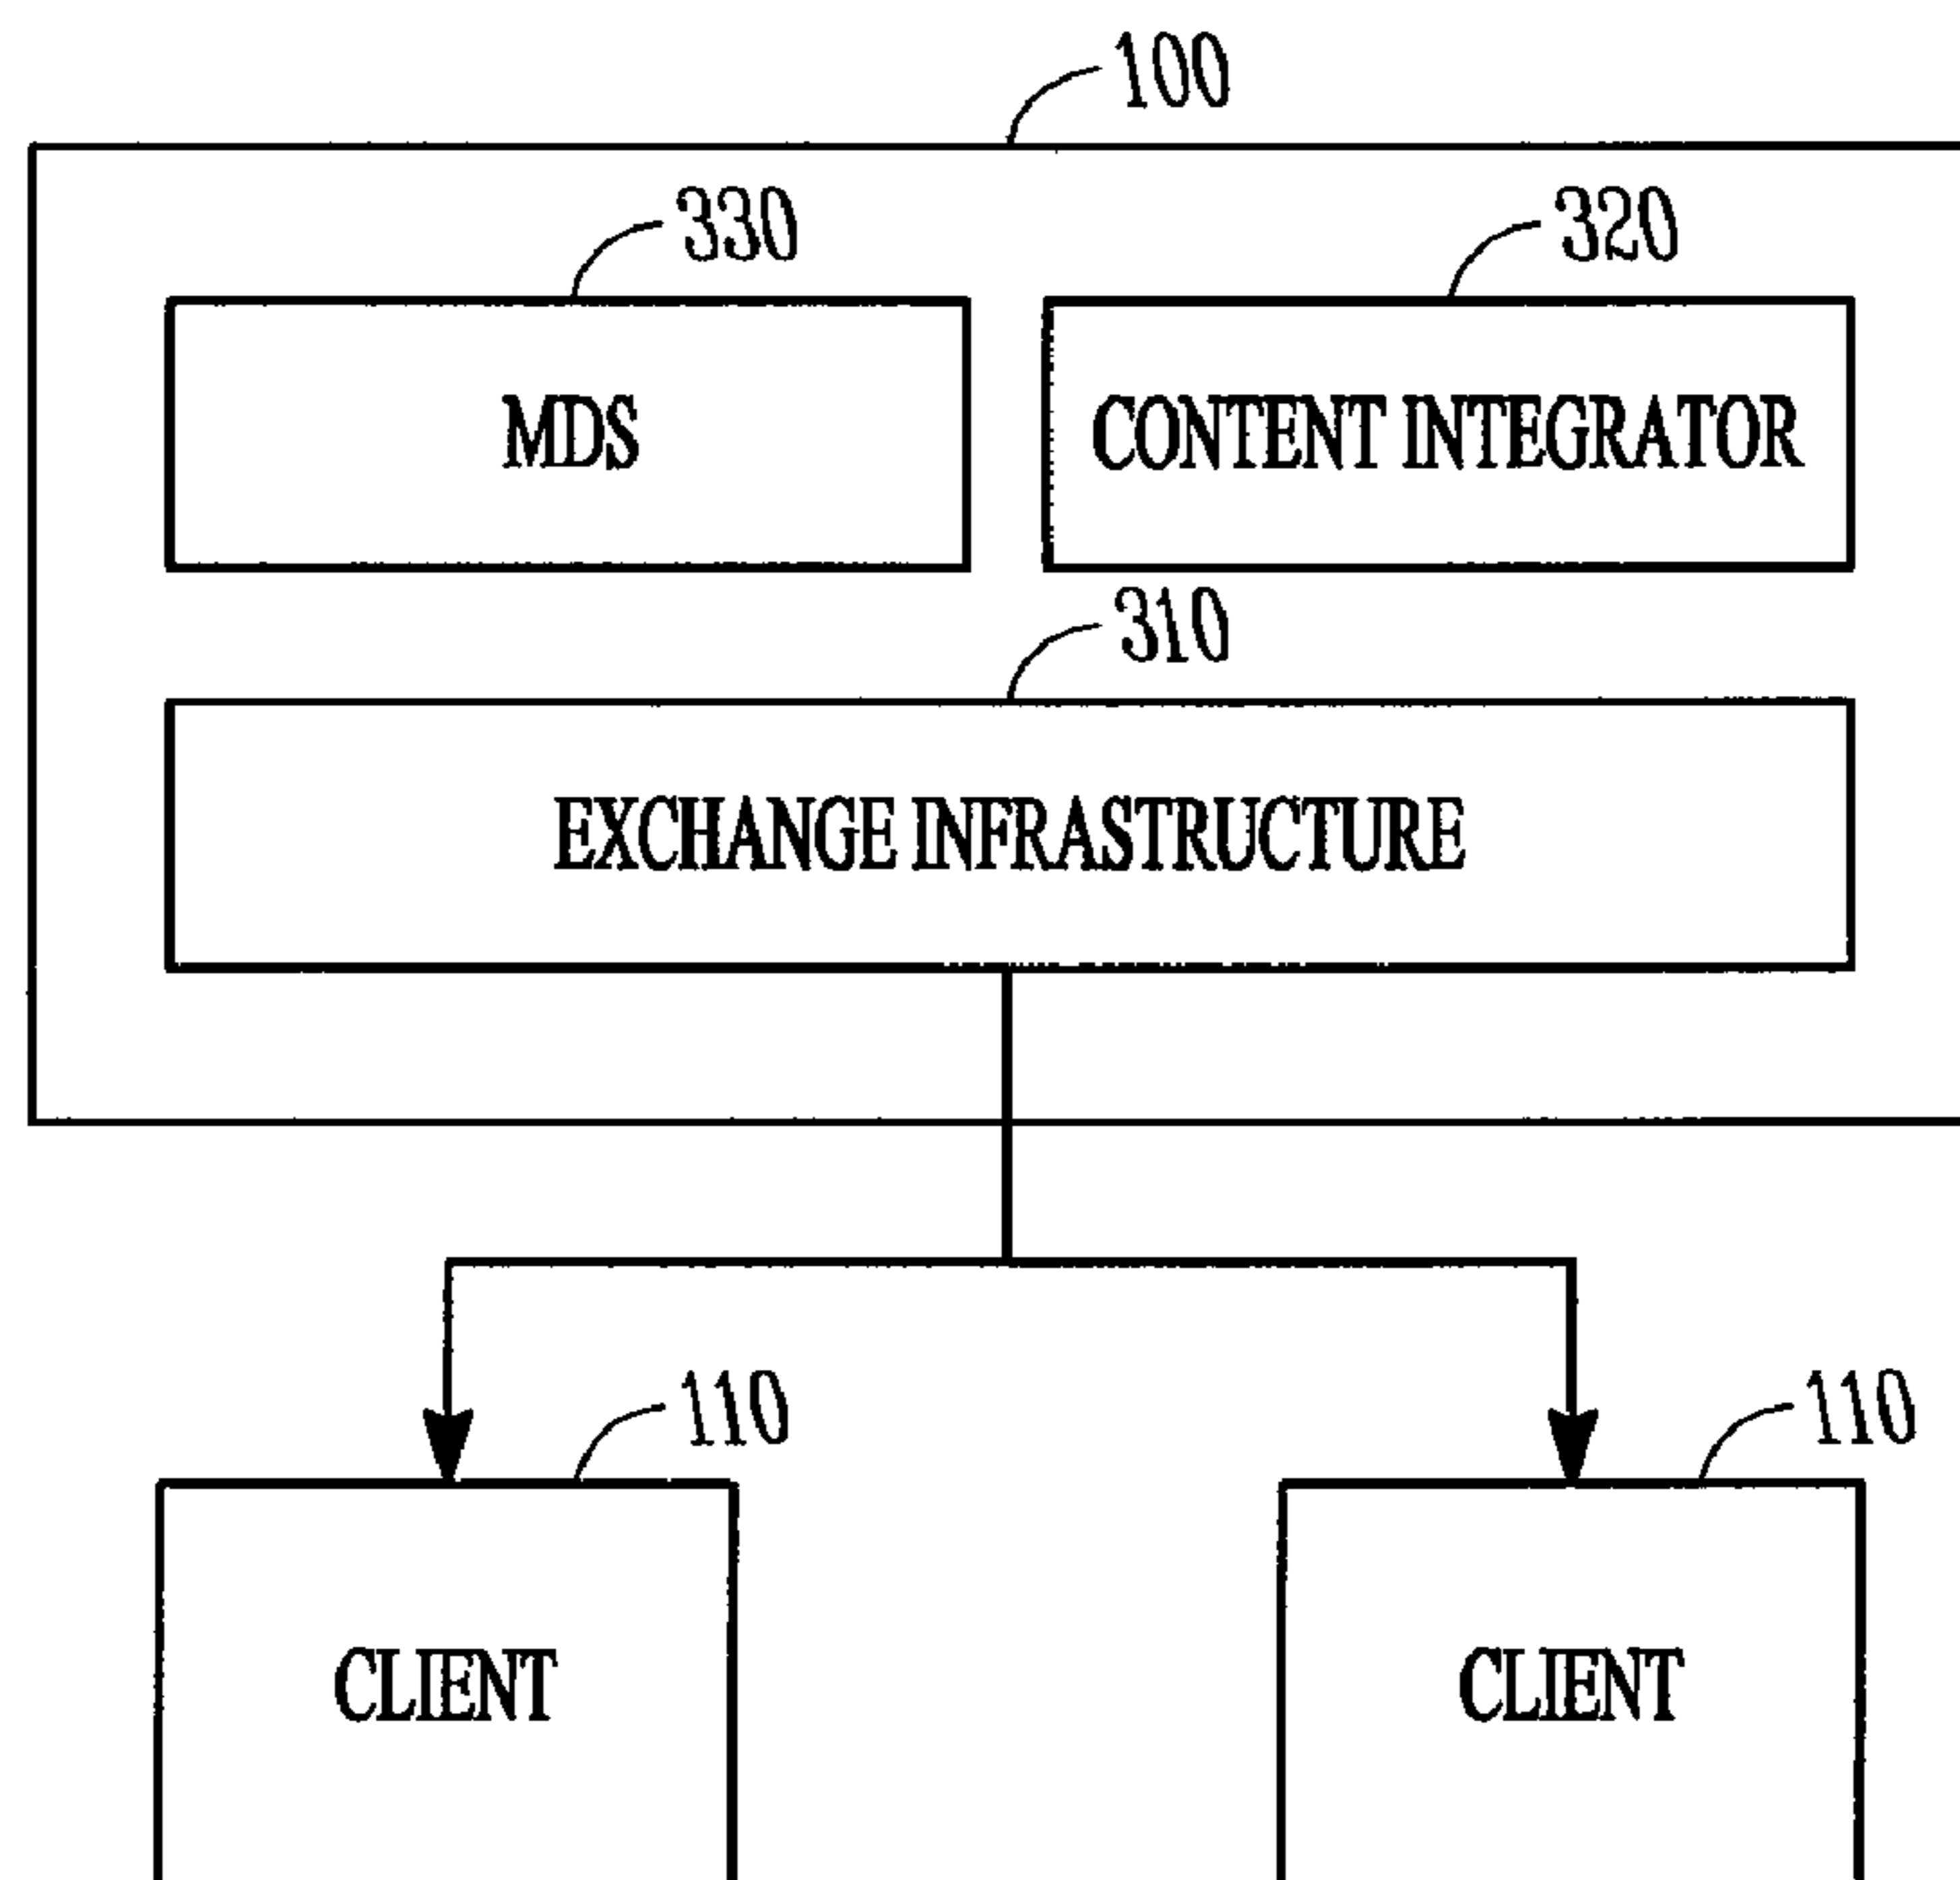 100
330
320
MDS
CONTENT INTEGRATOR
310
EXCHANGE INFRASTRUCTURE
110
110
CLIENT
CLIENT